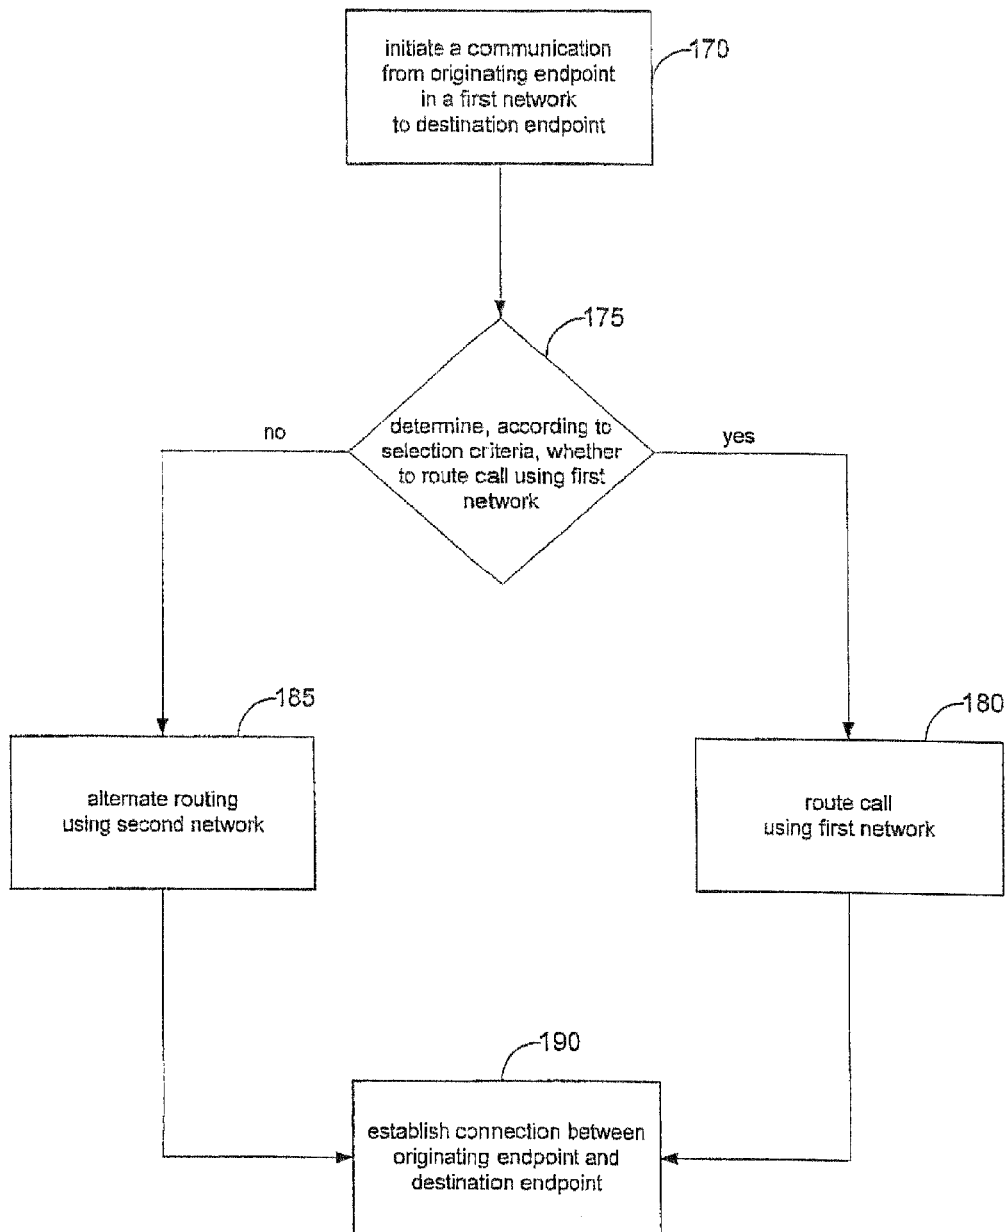 initiate a communication
from originating endpoint
in a first network
to destination endpoint
170
175
determine, according to
selection criteria, whether
to route call using first
network
no
yes
185
alternate routing
using second network
180
route call
using first network
190
establish connection between
originating endpoint and
destination endpoint